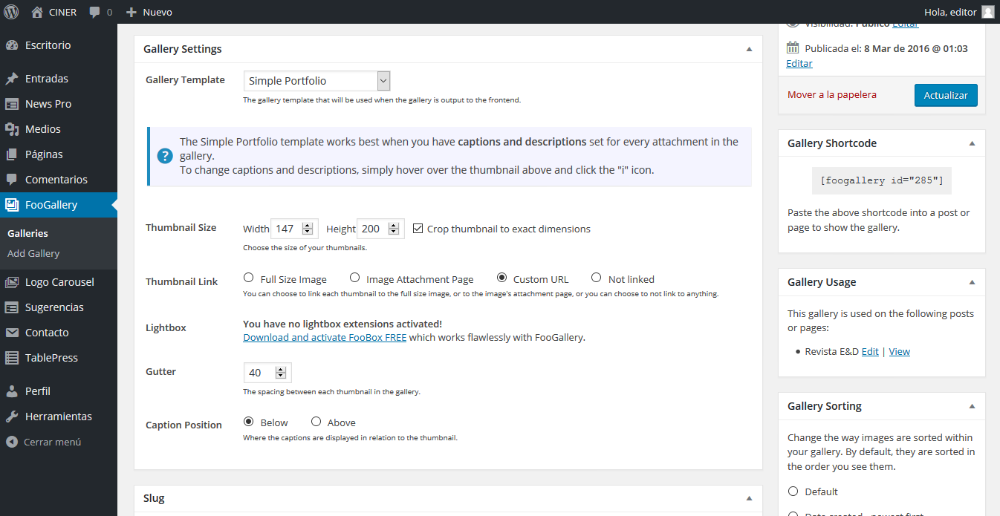 CINER 0 Nuevo Hola, editor
Escritorio
Entradas
News Pro
Medios
Páginas
Comentarios
FooGallery
Galleries
Add Gallery
Logo Carousel
Sugerencias
Contacto
TablePress
Perfil
Herramientas
Cerrar menú
Gallery Settings
Gallery Template Simple Portfolio
The gallery template that will be used when the gallery is output to the frontend.
The Simple Portfolio template works best when you have captions and descriptions set for every attachment in the
gallery.
To change captions and descriptions, simply hover over the thumbnail above and click the "i" icon.
Thumbnail Size Width 147 Height 200 Crop thumbnail to exact dimensions
Choose the size of your thumbnails.
Thumbnail Link Full Size Image Image Attachment Page Custom URL Not linked
You can choose to link each thumbnail to the full size image, or to the image's attachment page, or you can choose to not link to anything.
Lightbox You have no lightbox extensions activated!
Download and activate FooBox FREE which works flawlessly with FooGallery.
Gutter 40
The spacing between each thumbnail in the gallery.
Caption Position Below Above
Where the captions are displayed in relation to the thumbnail.
Slug
Visibilidad: Público Editar
Publicada el: 8 Mar de 2016 @ 01:03
Editar
Mover a la papelera Actualizar
Gallery Shortcode
[foogallery id="285"]
Paste the above shortcode into a post or
page to show the gallery.
Gallery Usage
This gallery is used on the following posts
or pages:
Revista E&D Edit | View
Gallery Sorting
Change the way images are sorted within
your gallery. By default, they are sorted in
the order you see them.
Default
Date created - newest first